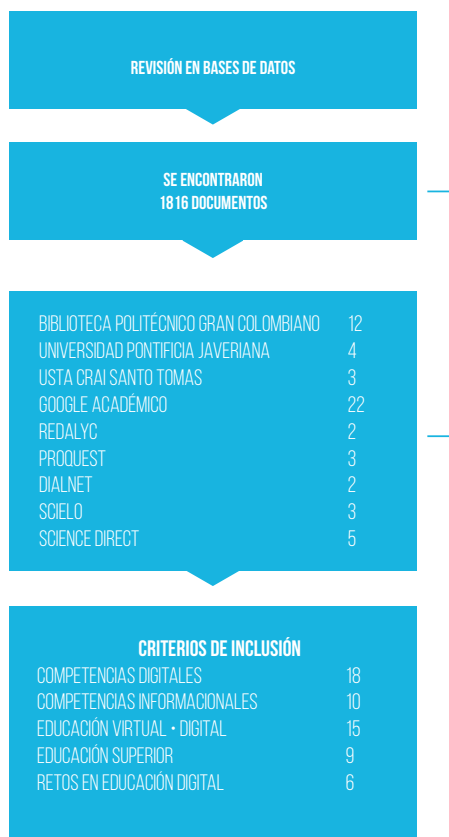 REVISIÓN EN BASES DE DATOS
SE ENCONTRARON
1816 DOCUMENTOS
BIBLIOTECA POLITÉCNICO GRAN COLOMBIANO 12
UNIVERSIDAD PONTIFICIA JAVERIANA 4
USTA CRAI SANTO TOMAS 3
GOOGLE ACADÉMICO 22
REDALYC 2
PROQUEST 3
DIALNET 2
SCIELO 3
SCIENCE DIRECT 5
CRITERIOS DE INCLUSIÓN
COMPETENCIAS DIGITALES 18
COMPETENCIAS INFORMACIONALES 10
EDUCACIÓN VIRTUAL • DIGITAL 15
EDUCACIÓN SUPERIOR 9
RETOS EN EDUCACIÓN DIGITAL 6